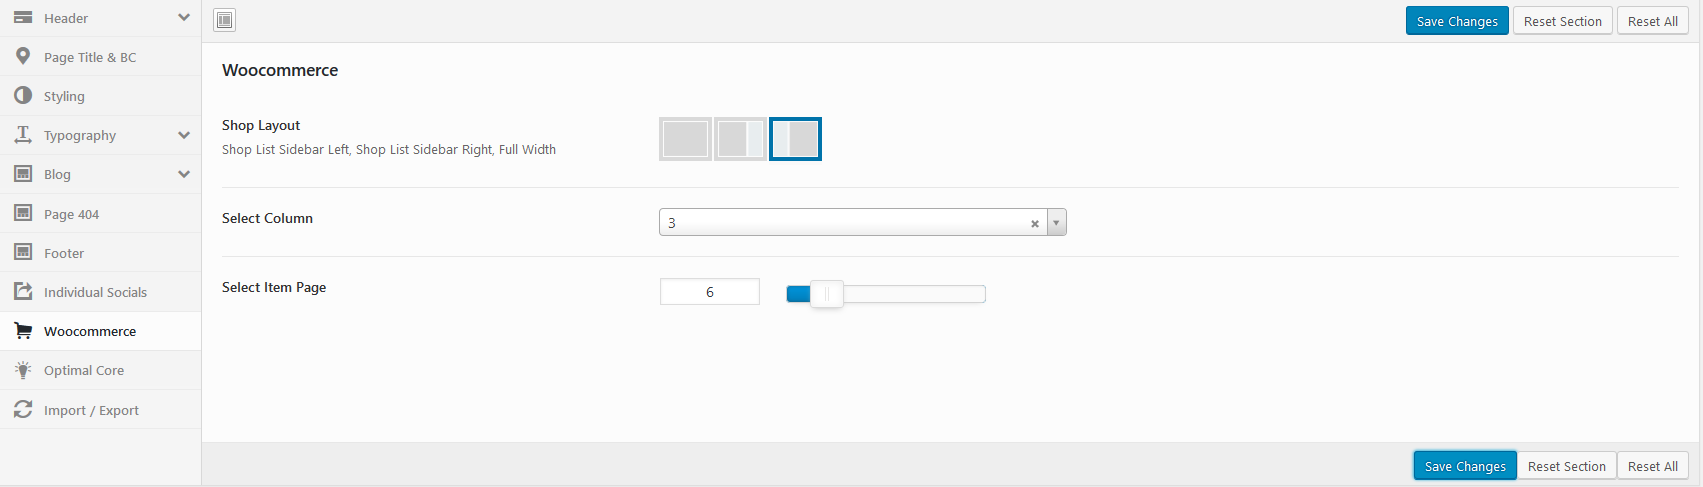 Header
Page Title & BC
Styling
Typography
Blog
Page 404
Footer
Individual Socials
Woocommerce
Optimal Core
Import / Export
Save Changes Reset Section Reset All
Woocommerce
Shop Layout
Shop List Sidebar Left, Shop List Sidebar Right, Full Width
Select Column
3
Select Item Page
6
Save Changes Reset Section Reset All